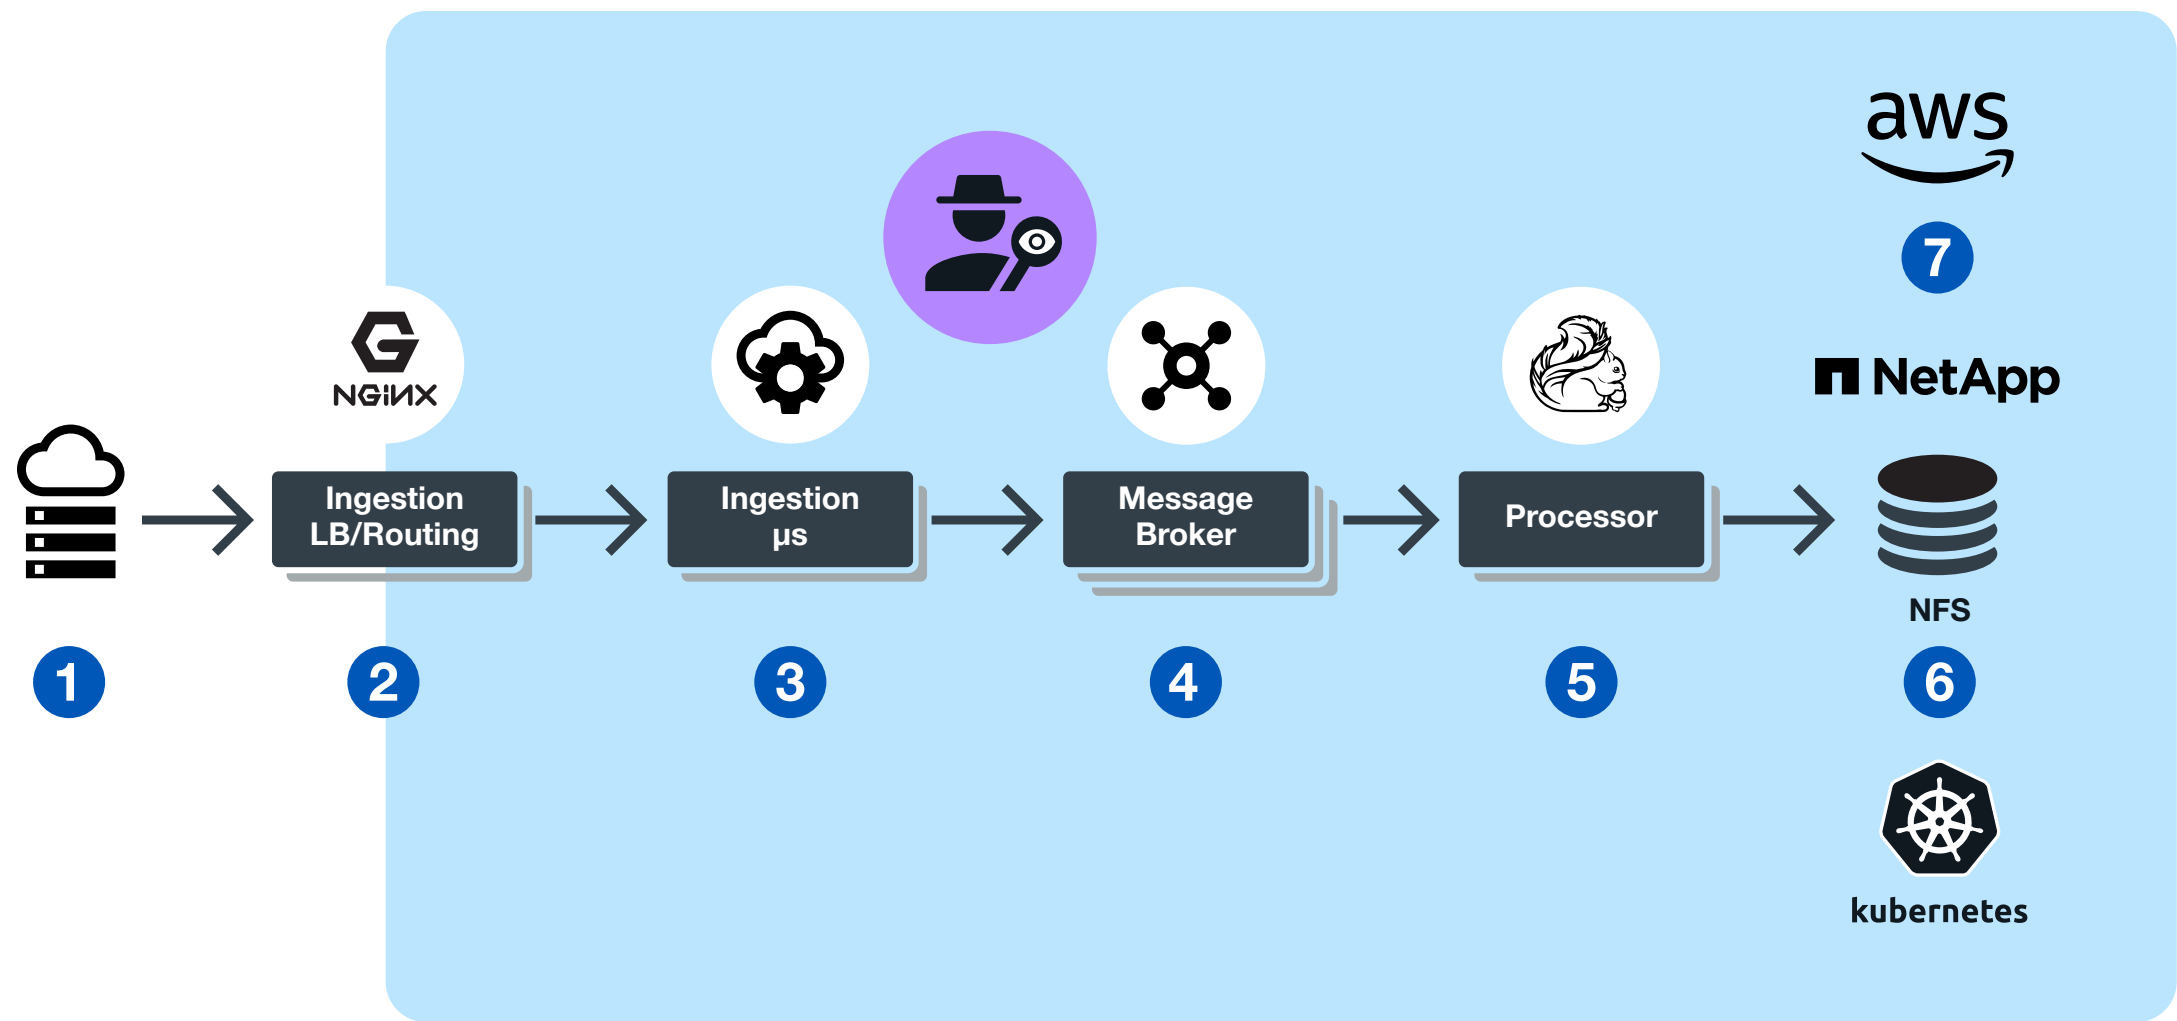 aws
7
NGINX
NetApp
Ingestion
LB/Routing
Ingestion
µs
Message
Broker
Processor
NFS
1
2
3
4
5
6
kubernetes